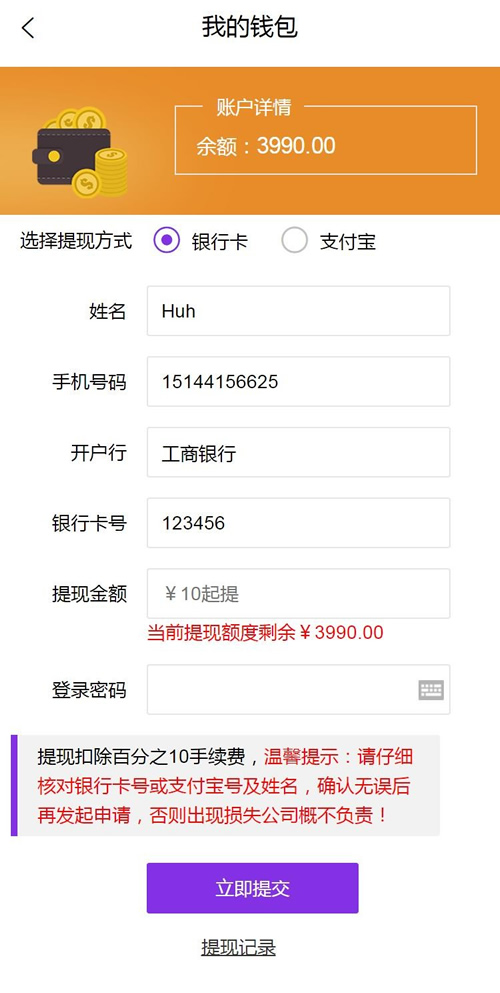 我的钱包
账户详情
余额：3990.00
选择提现方式 银行卡 支付宝
姓名 Huh
手机号码 15144156625
开户行 工商银行
银行卡号 123456
提现金额 ￥10起提
当前提现额度剩余￥3990.00
登录密码
提现扣除百分之10手续费，温馨提示：请仔细
核对银行卡号或支付宝号及姓名，确认无误后
再发起申请，否则出现损失公司概不负责！
立即提交
提现记录